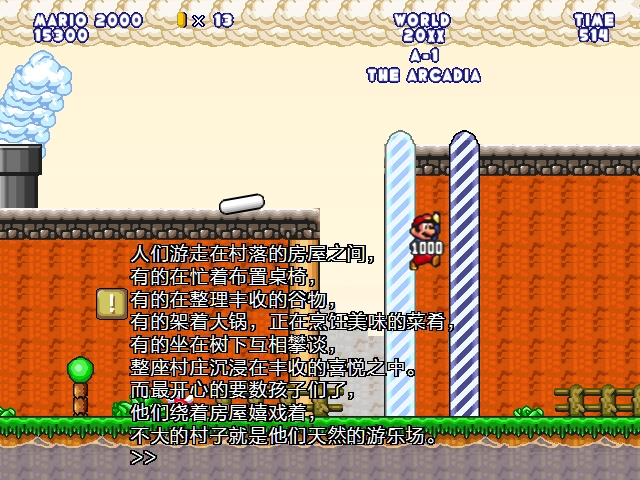 MARIO 2000 × 13 WORLD TIME
15300 20XX 514
A-1
THE ARCADIA
1000
人们游走在村落的房屋之间，
有的在忙着布置桌椅，
!
有的在整理丰收的谷物，
有的架着大锅，正在烹饪美味的菜肴，
有的坐在树下互相攀谈，
整座村庄沉浸在丰收的喜悦之中。
而最开心的要数孩子们了，
他们绕着房屋嬉戏着，
不大的村子就是他们天然的游乐场。
>>